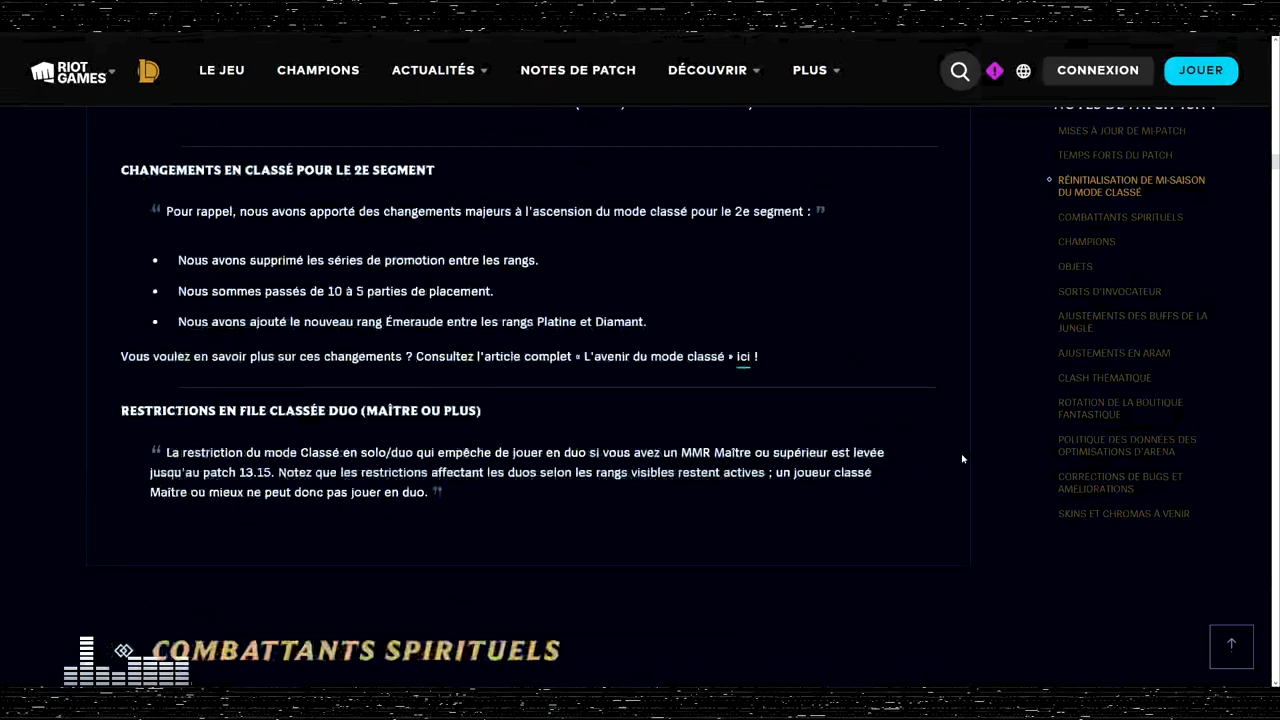 RIOT GAMES
LE JEU
CHAMPIONS
ACTUALITÉS
NOTES DE PATCH
DÉCOUVRIR
PLUS
CONNEXION
JOUER
CHANGEMENTS EN CLASSÉ POUR LE 2E SEGMENT
Pour rappel, nous avons apporté des changements majeurs à l'ascension du mode classé pour le 2e segment :
• Nous avons supprimé les séries de promotion entre les rangs.
• Nous sommes passés de 10 à 5 parties de placement.
• Nous avons ajouté le nouveau rang Émeraude entre les rangs Platine et Diamant.
Vous voulez en savoir plus sur ces changements ? Consultez l'article complet « L'avenir du mode classé » ici !
RESTRICTIONS EN FILE CLASSÉE DUO (MAÎTRE OU PLUS)
La restriction du mode Classé en solo/duo qui empêche de jouer en duo si vous avez un MMR Maître ou supérieur est levée
jusqu'au patch 13.15. Notez que les restrictions affectant les duos selon les rangs visibles restent actives ; un joueur classé
Maître ou mieux ne peut donc pas jouer en duo.
COMBATTANTS SPIRITUELS
MISES À JOUR DE MI-PATCH
TEMPS FORTS DU PATCH
RÉINITIALISATION DE MI-SAISON
DU MODE CLASSÉ
COMBATTANTS SPIRITUELS
CHAMPIONS
OBJETS
SORTS D'INVOCATEUR
AJUSTEMENTS DES BUFFS DE LA
JUNGLE
AJUSTEMENTS EN ARAM
CLASH THÉMATIQUE
ROTATION DE LA BOUTIQUE
FANTASTIQUE
POLITIQUE DES DONNÉES DES
OPTIMISATIONS D'ARENA
CORRECTIONS DE BUGS ET
AMÉLIORATIONS
SKINS ET CHROMAS À VENIR